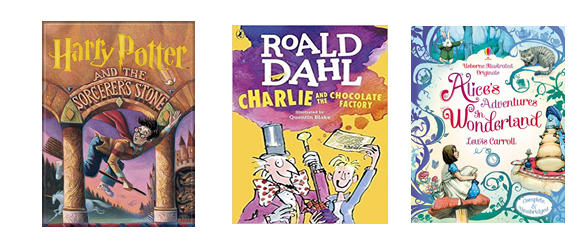 Harry Potter
AND THE
SORCERER'S STONE
ROALD
DAHL
CHARLIE AND THE CHOCOLATE
FACTORY
Illustrated by
Quentin Blake
Usborne Illustrated
Originals
Alice's
Adventures
in
Wonderland
Lewis Carroll
Complete &
unabridged